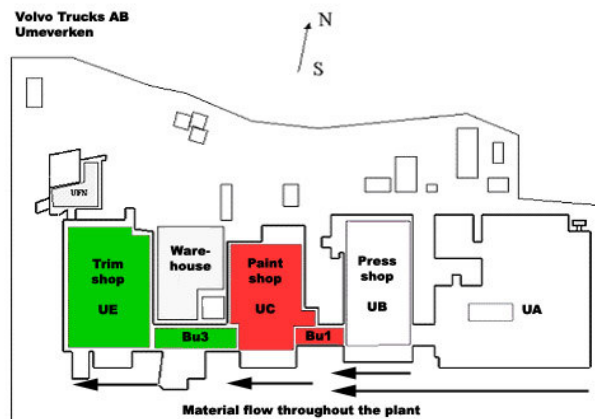 Volvo Trucks AB
Umeverken
N
S
UFN
Trim
shop
UE
Ware-
house
Paint
shop
UC
Press
shop
UB
UA
Bu3
Bu1
Material flow throughout the plant